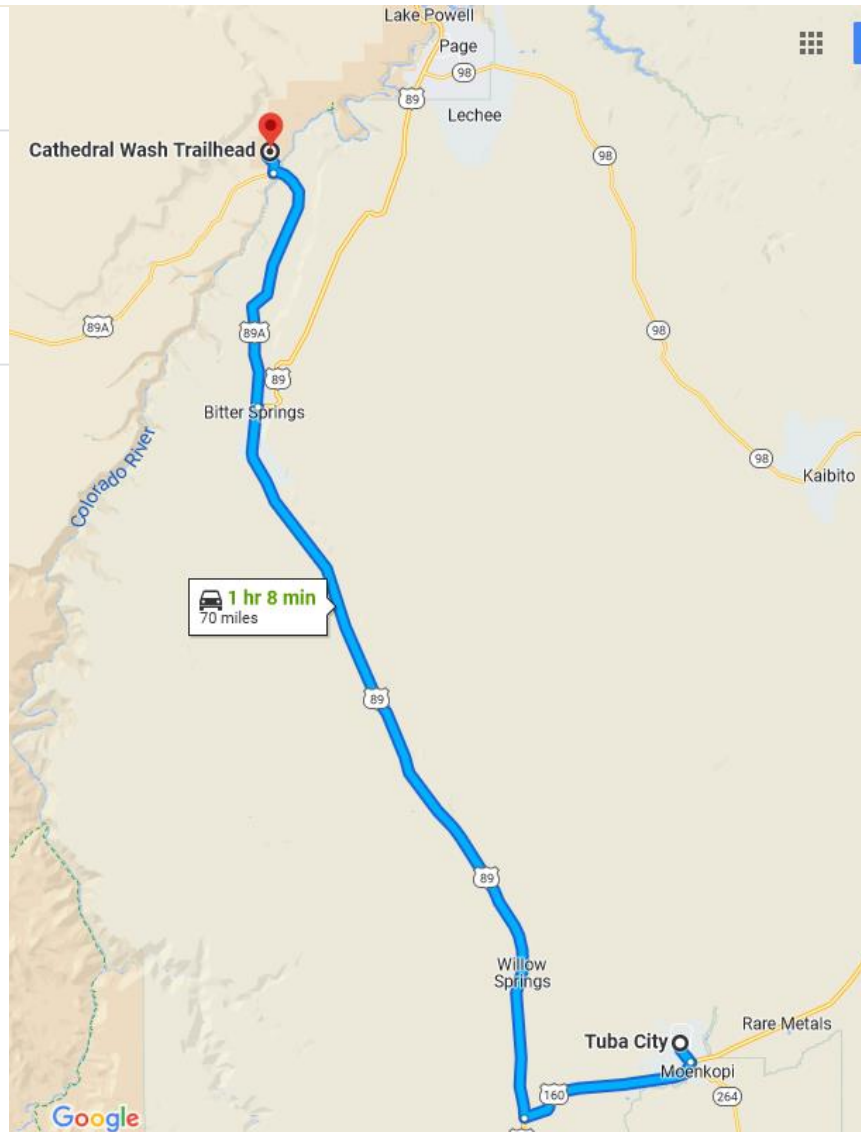 Lake Powell
Page
98
89
Lechee
Cathedral Wash Trailhead
98
89A
89A
98
89
Bitter Springs
98
Kaibito
Colorado River
1 hr 8 min
70 miles
89
89
Willow
Springs
Rare Metals
Tuba City
Moenkopi
160
264
Google